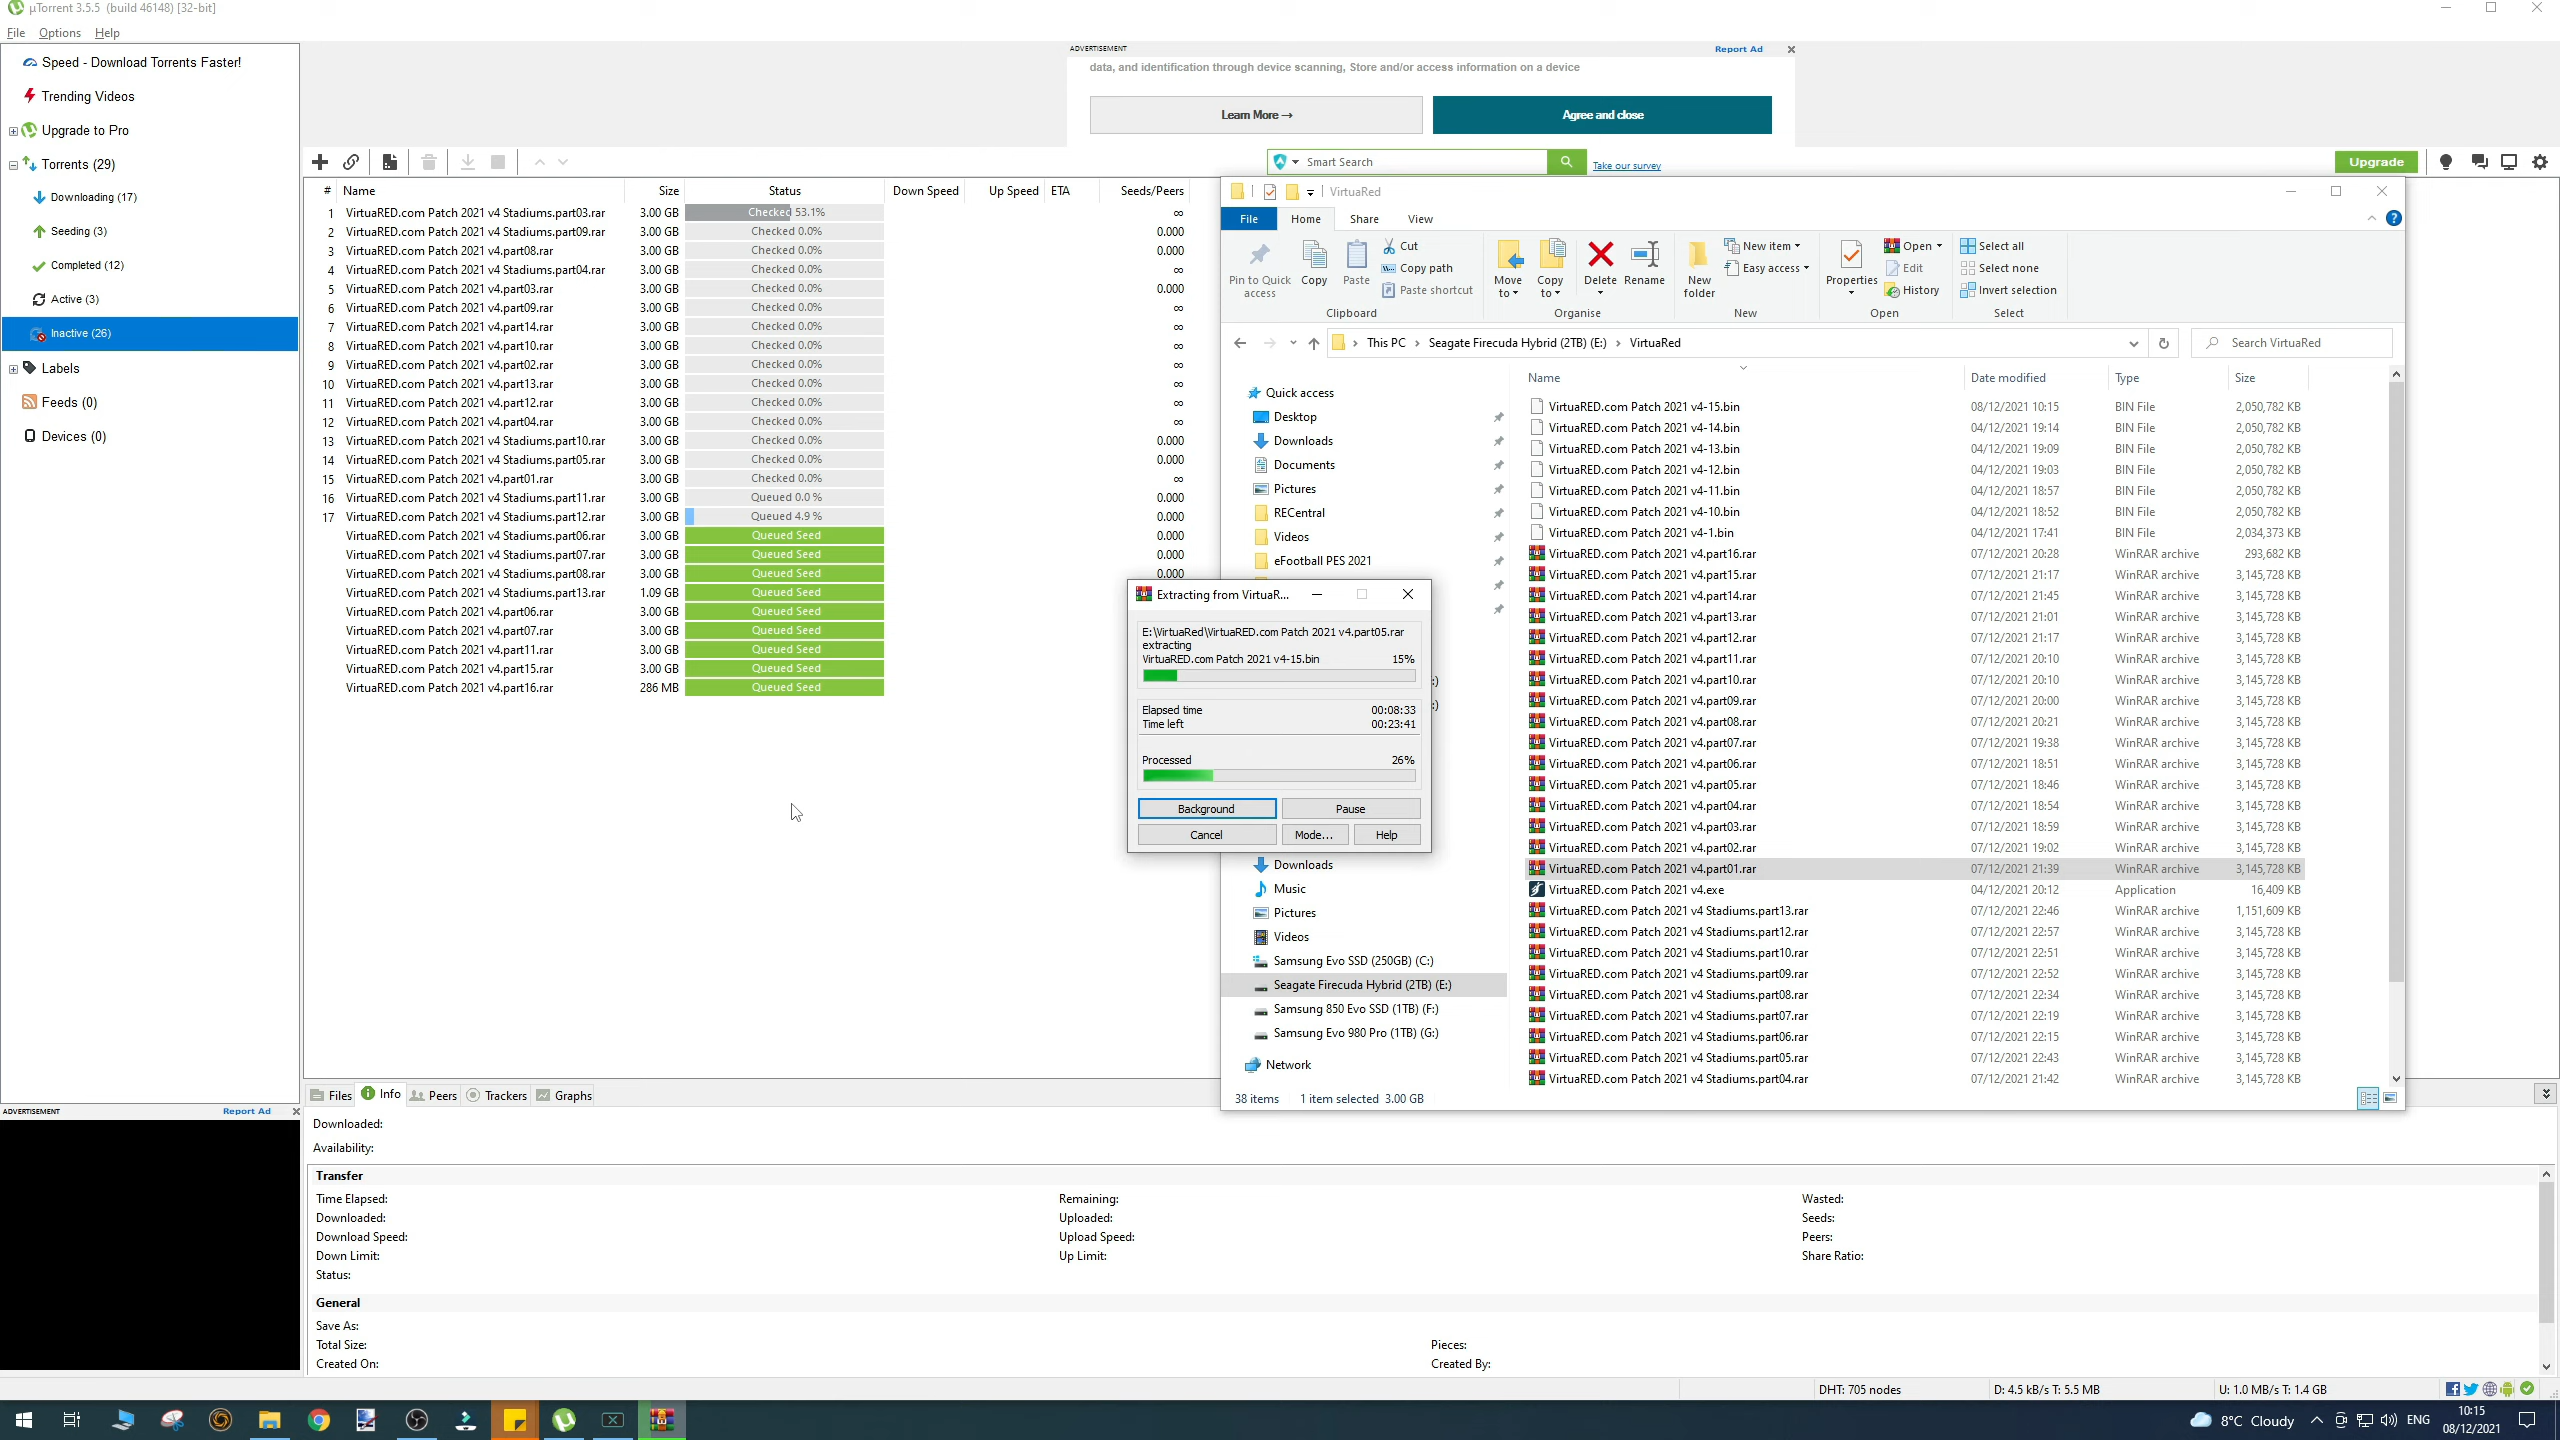 µTorrent 3.5.5 (build 46148) [32-bit]
File Options Help
Speed - Download Torrents Faster!
Trending Videos
Upgrade to Pro
Torrents (29)
Downloading (17)
Seeding (3)
Completed (12)
Active (3)
Inactive (26)
Labels
Feeds (0)
Devices (0)
ADVERTISEMENT Report Ad
data, and identification through device scanning, Store and/or access information on a device
Learn More → Agree and close
Smart Search Take our survey Upgrade
# Name Size Status Down Speed Up Speed ETA Seeds/Peers
1 VirtuaRED.com Patch 2021 v4 Stadiums.part03.rar 3.00 GB Checked 53.1% ∞
2 VirtuaRED.com Patch 2021 v4 Stadiums.part09.rar 3.00 GB Checked 0.0% 0.000
3 VirtuaRED.com Patch 2021 v4.part08.rar 3.00 GB Checked 0.0% 0.000
4 VirtuaRED.com Patch 2021 v4 Stadiums.part04.rar 3.00 GB Checked 0.0% ∞
5 VirtuaRED.com Patch 2021 v4.part03.rar 3.00 GB Checked 0.0% 0.000
6 VirtuaRED.com Patch 2021 v4.part09.rar 3.00 GB Checked 0.0% ∞
7 VirtuaRED.com Patch 2021 v4.part14.rar 3.00 GB Checked 0.0% ∞
8 VirtuaRED.com Patch 2021 v4.part10.rar 3.00 GB Checked 0.0% ∞
9 VirtuaRED.com Patch 2021 v4.part02.rar 3.00 GB Checked 0.0% ∞
10 VirtuaRED.com Patch 2021 v4.part13.rar 3.00 GB Checked 0.0% ∞
11 VirtuaRED.com Patch 2021 v4.part12.rar 3.00 GB Checked 0.0% ∞
12 VirtuaRED.com Patch 2021 v4.part04.rar 3.00 GB Checked 0.0% ∞
13 VirtuaRED.com Patch 2021 v4 Stadiums.part10.rar 3.00 GB Checked 0.0% 0.000
14 VirtuaRED.com Patch 2021 v4 Stadiums.part05.rar 3.00 GB Checked 0.0% 0.000
15 VirtuaRED.com Patch 2021 v4.part01.rar 3.00 GB Checked 0.0% ∞
16 VirtuaRED.com Patch 2021 v4 Stadiums.part11.rar 3.00 GB Queued 0.0 % 0.000
17 VirtuaRED.com Patch 2021 v4 Stadiums.part12.rar 3.00 GB Queued 4.9 % 0.000
VirtuaRED.com Patch 2021 v4 Stadiums.part06.rar 3.00 GB Queued Seed 0.000
VirtuaRED.com Patch 2021 v4 Stadiums.part07.rar 3.00 GB Queued Seed 0.000
VirtuaRED.com Patch 2021 v4 Stadiums.part08.rar 3.00 GB Queued Seed 0.000
VirtuaRED.com Patch 2021 v4 Stadiums.part13.rar 1.09 GB Queued Seed
VirtuaRED.com Patch 2021 v4.part06.rar 3.00 GB Queued Seed
VirtuaRED.com Patch 2021 v4.part07.rar 3.00 GB Queued Seed
VirtuaRED.com Patch 2021 v4.part11.rar 3.00 GB Queued Seed
VirtuaRED.com Patch 2021 v4.part15.rar 3.00 GB Queued Seed
VirtuaRED.com Patch 2021 v4.part16.rar 286 MB Queued Seed
VirtuaRed
File Home Share View
Pin to Quick access
Copy
Paste
Cut
Copy path
Paste shortcut
Clipboard
Move to
Copy to
Delete
Rename
Organise
New folder
New item
Easy access
New
Properties
Open
Edit
History
Open
Select all
Select none
Invert selection
Select
This PC › Seagate Firecuda Hybrid (2TB) (E:) › VirtuaRed
Search VirtuaRed
Quick access
Desktop
Downloads
Documents
Pictures
RECentral
Videos
eFootball PES 2021
:)
:)
Downloads
Music
Pictures
Videos
Samsung Evo SSD (250GB) (C:)
Seagate Firecuda Hybrid (2TB) (E:)
Samsung 850 Evo SSD (1TB) (F:)
Samsung Evo 980 Pro (1TB) (G:)
Network
Name Date modified Type Size
VirtuaRED.com Patch 2021 v4-15.bin 08/12/2021 10:15 BIN File 2,050,782 KB
VirtuaRED.com Patch 2021 v4-14.bin 04/12/2021 19:14 BIN File 2,050,782 KB
VirtuaRED.com Patch 2021 v4-13.bin 04/12/2021 19:09 BIN File 2,050,782 KB
VirtuaRED.com Patch 2021 v4-12.bin 04/12/2021 19:03 BIN File 2,050,782 KB
VirtuaRED.com Patch 2021 v4-11.bin 04/12/2021 18:57 BIN File 2,050,782 KB
VirtuaRED.com Patch 2021 v4-10.bin 04/12/2021 18:52 BIN File 2,050,782 KB
VirtuaRED.com Patch 2021 v4-1.bin 04/12/2021 17:41 BIN File 2,034,373 KB
VirtuaRED.com Patch 2021 v4.part16.rar 07/12/2021 20:28 WinRAR archive 293,682 KB
VirtuaRED.com Patch 2021 v4.part15.rar 07/12/2021 21:17 WinRAR archive 3,145,728 KB
VirtuaRED.com Patch 2021 v4.part14.rar 07/12/2021 21:45 WinRAR archive 3,145,728 KB
VirtuaRED.com Patch 2021 v4.part13.rar 07/12/2021 21:01 WinRAR archive 3,145,728 KB
VirtuaRED.com Patch 2021 v4.part12.rar 07/12/2021 21:17 WinRAR archive 3,145,728 KB
VirtuaRED.com Patch 2021 v4.part11.rar 07/12/2021 20:10 WinRAR archive 3,145,728 KB
VirtuaRED.com Patch 2021 v4.part10.rar 07/12/2021 20:10 WinRAR archive 3,145,728 KB
VirtuaRED.com Patch 2021 v4.part09.rar 07/12/2021 20:00 WinRAR archive 3,145,728 KB
VirtuaRED.com Patch 2021 v4.part08.rar 07/12/2021 20:21 WinRAR archive 3,145,728 KB
VirtuaRED.com Patch 2021 v4.part07.rar 07/12/2021 19:38 WinRAR archive 3,145,728 KB
VirtuaRED.com Patch 2021 v4.part06.rar 07/12/2021 18:51 WinRAR archive 3,145,728 KB
VirtuaRED.com Patch 2021 v4.part05.rar 07/12/2021 18:46 WinRAR archive 3,145,728 KB
VirtuaRED.com Patch 2021 v4.part04.rar 07/12/2021 18:54 WinRAR archive 3,145,728 KB
VirtuaRED.com Patch 2021 v4.part03.rar 07/12/2021 18:59 WinRAR archive 3,145,728 KB
VirtuaRED.com Patch 2021 v4.part02.rar 07/12/2021 19:02 WinRAR archive 3,145,728 KB
VirtuaRED.com Patch 2021 v4.part01.rar 07/12/2021 21:39 WinRAR archive 3,145,728 KB
VirtuaRED.com Patch 2021 v4.exe 04/12/2021 20:12 Application 16,409 KB
VirtuaRED.com Patch 2021 v4 Stadiums.part13.rar 07/12/2021 22:46 WinRAR archive 1,151,609 KB
VirtuaRED.com Patch 2021 v4 Stadiums.part12.rar 07/12/2021 22:57 WinRAR archive 3,145,728 KB
VirtuaRED.com Patch 2021 v4 Stadiums.part10.rar 07/12/2021 22:51 WinRAR archive 3,145,728 KB
VirtuaRED.com Patch 2021 v4 Stadiums.part09.rar 07/12/2021 22:52 WinRAR archive 3,145,728 KB
VirtuaRED.com Patch 2021 v4 Stadiums.part08.rar 07/12/2021 22:34 WinRAR archive 3,145,728 KB
VirtuaRED.com Patch 2021 v4 Stadiums.part07.rar 07/12/2021 22:19 WinRAR archive 3,145,728 KB
VirtuaRED.com Patch 2021 v4 Stadiums.part06.rar 07/12/2021 22:15 WinRAR archive 3,145,728 KB
VirtuaRED.com Patch 2021 v4 Stadiums.part05.rar 07/12/2021 22:43 WinRAR archive 3,145,728 KB
VirtuaRED.com Patch 2021 v4 Stadiums.part04.rar 07/12/2021 21:42 WinRAR archive 3,145,728 KB
38 items 1 item selected 3.00 GB
Extracting from VirtuaR...
E:\VirtuaRed\VirtuaRED.com Patch 2021 v4.part05.rar
extracting
VirtuaRED.com Patch 2021 v4-15.bin 15%
Elapsed time 00:08:33
Time left 00:23:41
Processed 26%
Background Pause
Cancel Mode... Help
Files Info Peers Trackers Graphs
ADVERTISEMENT Report Ad
Downloaded:
Availability:
Transfer
Time Elapsed: Remaining: Wasted:
Downloaded: Uploaded: Seeds:
Download Speed: Upload Speed: Peers:
Down Limit: Up Limit: Share Ratio:
Status:
General
Save As:
Total Size: Pieces:
Created On: Created By:
DHT: 705 nodes D: 4.5 kB/s T: 5.5 MB U: 1.0 MB/s T: 1.4 GB
8°C Cloudy ENG 10:15
08/12/2021